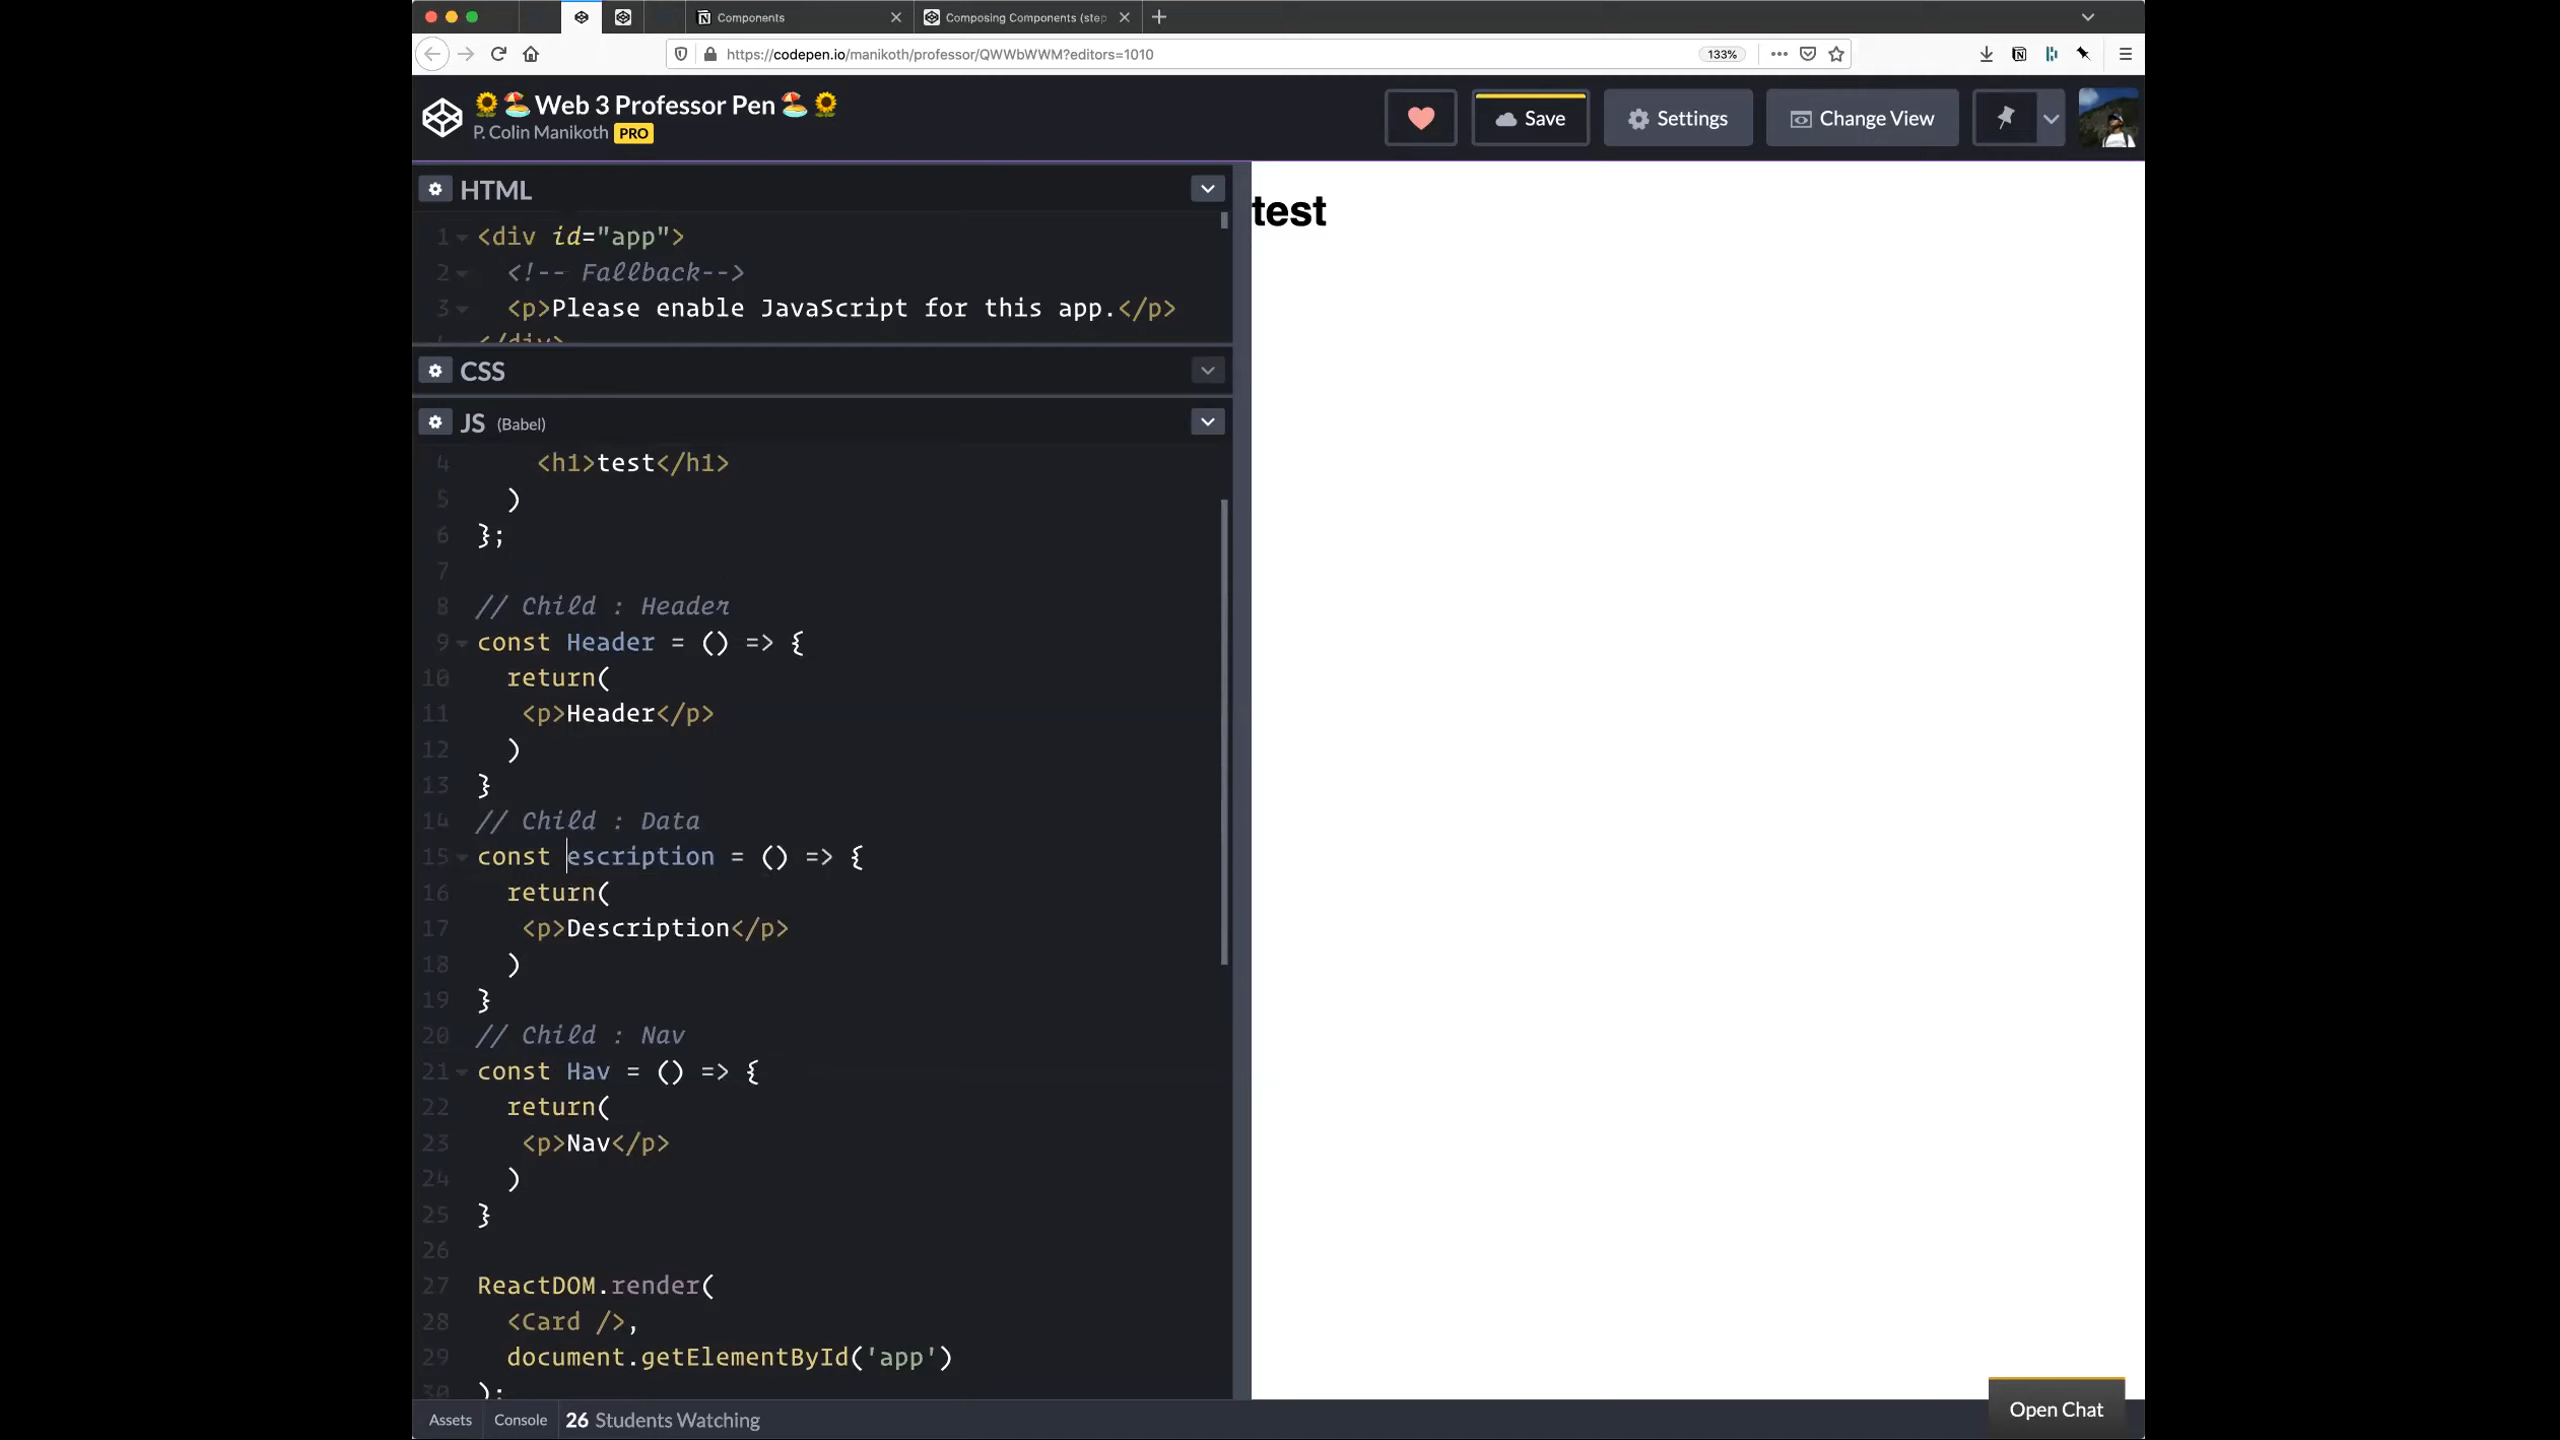 Components
Composing Components (step
https://codepen.io/manikoth/professor/QWWbWWM?editors=1010
133%
🌻🏖️Web 3 Professor Pen🏖️🌻
P. Colin Manikoth PRO
Save
Settings
Change View
HTML
1 <div id="app">
2 <!-- Fallback-->
3 <p>Please enable JavaScript for this app.</p>
</div>
CSS
JS (Babel)
4 <h1>test</h1>
5 )
6 };
7
8 // Child : Header
9 const Header = () => {
10 return(
11 <p>Header</p>
12 )
13 }
14 // Child : Data
15 const escription = () => {
16 return(
17 <p>Description</p>
18 )
19 }
20 // Child : Nav
21 const Hav = () => {
22 return(
23 <p>Nav</p>
24 )
25 }
26
27 ReactDOM.render(
28 <Card />,
29 document.getElementById('app')
30 );
test
Assets
Console
26 Students Watching
Open Chat